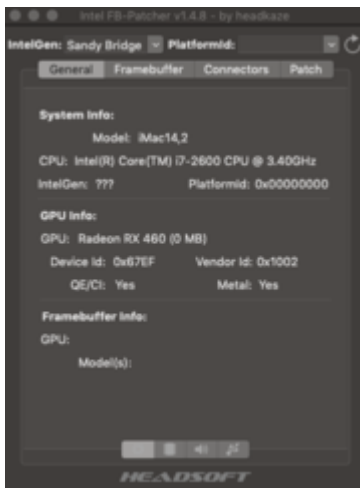 Intel FB-Patcher v1.4.8 - by headkaze
IntelGen: Sandy Bridge PlatformId:
General Framebuffer Connectors Patch
System Info:
Model: iMac14,2
CPU: Intel(R) Core(TM) i7-2600 CPU @ 3.40GHz
IntelGen: ??? PlatformId: 0x00000000
GPU Info:
GPU: Radeon RX 460 (0 MB)
Device Id: 0x67EF Vendor Id: 0x1002
QE/CI: Yes Metal: Yes
Framebuffer Info:
GPU:
Model(s):
HEADSOFT